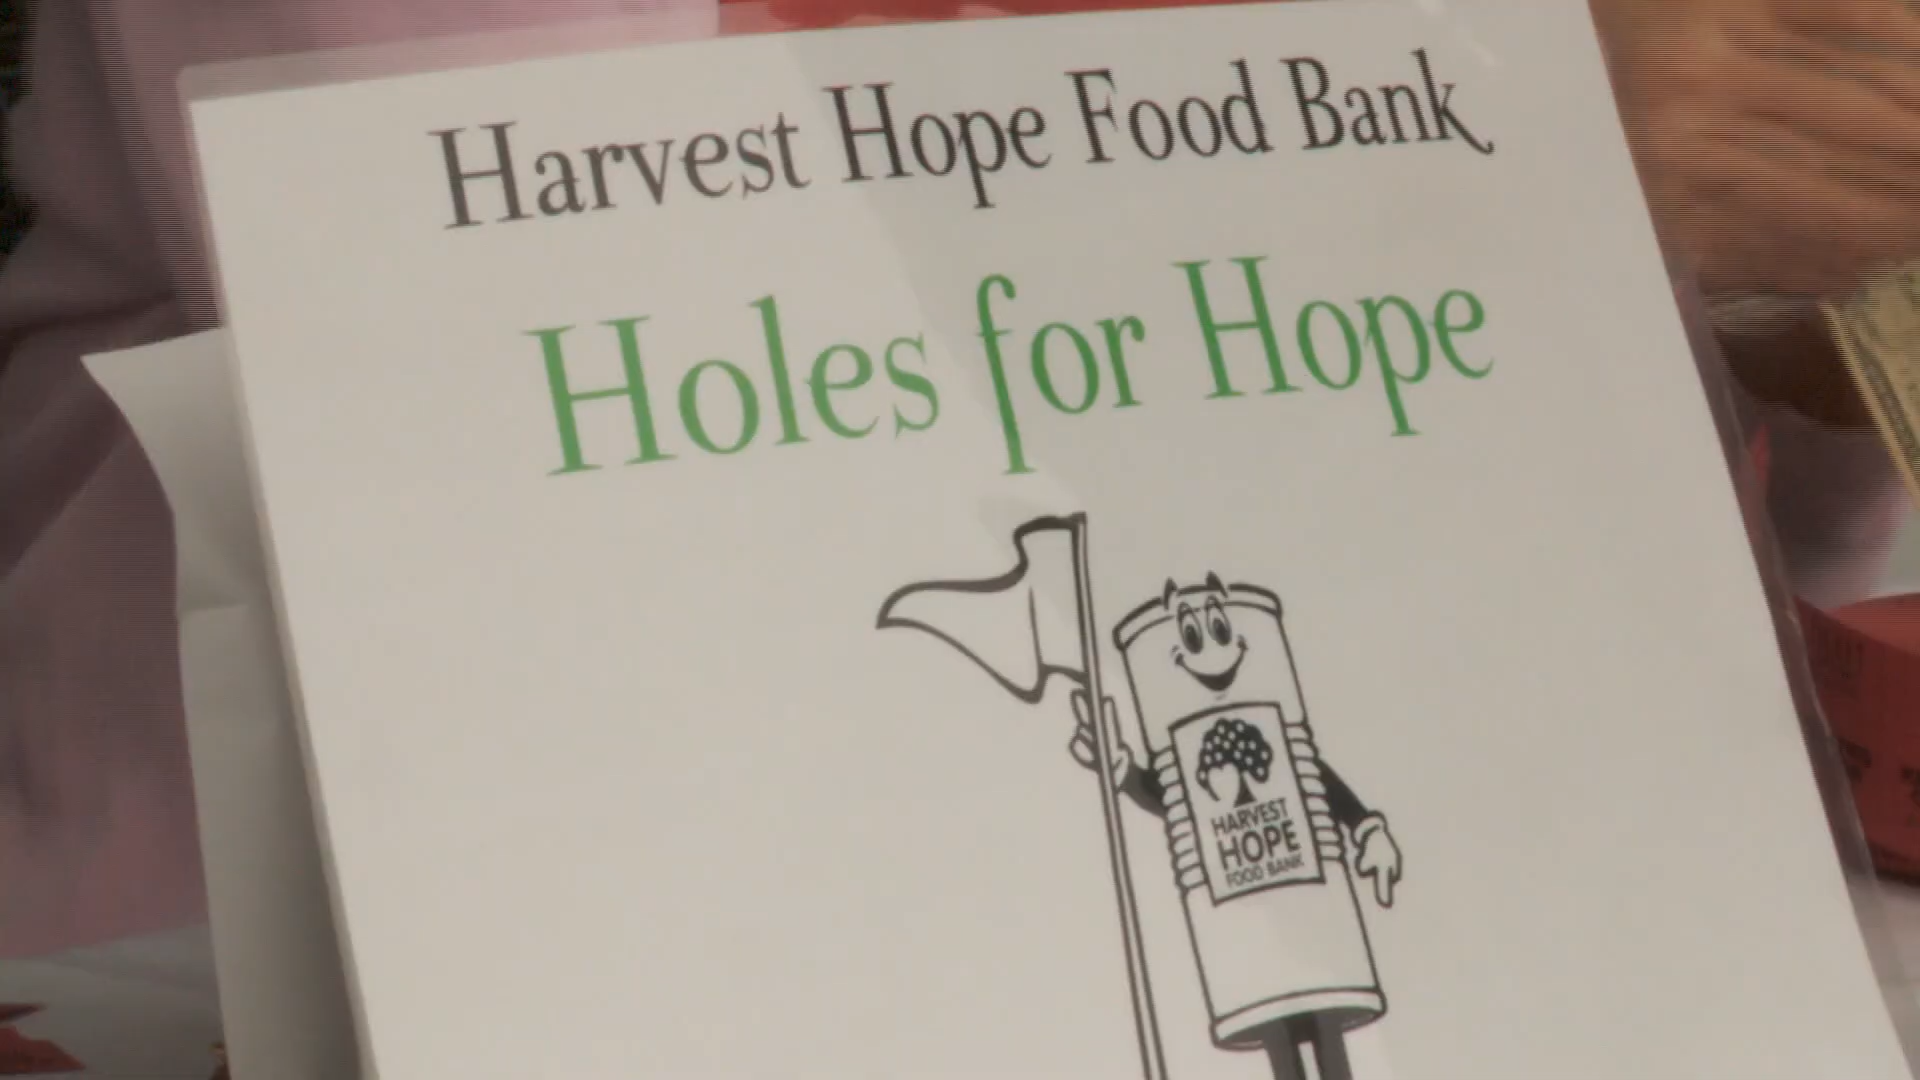 Harvest Hope Food Bank
Holes for Hope
HARVEST
HOPE
FOOD BANK